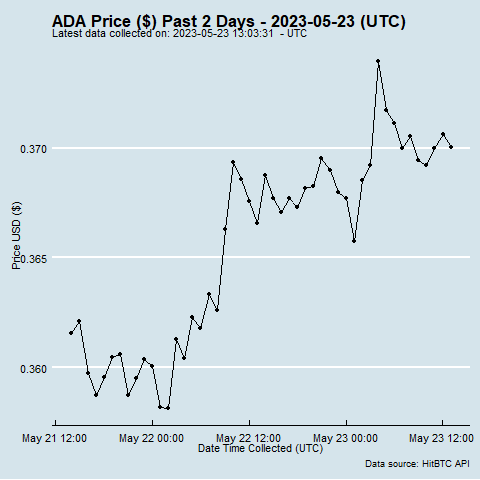 ADA Price ($) Past 2 Days - 2023-05-23 (UTC)
Latest data collected on: 2023-05-23 13:03:31  - UTC
0.370
0.365
0.360
Price USD ($)
May 21 12:00 May 22 00:00 May 22 12:00 May 23 00:00 May 23 12:00
Date Time Collected (UTC)
Data source: HitBTC API